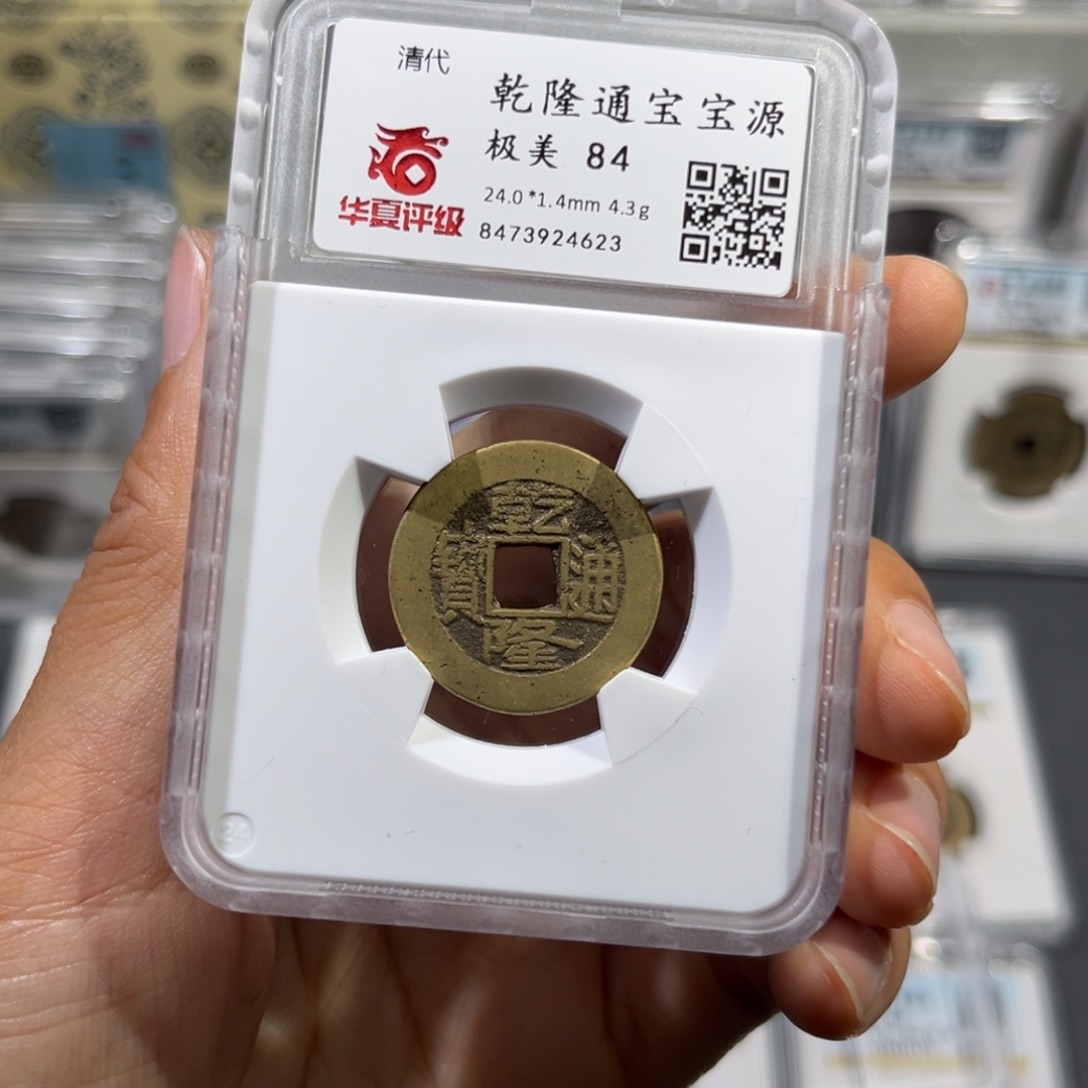 清代
乾隆通宝宝源
极美 84
24.0*1.4mm 4.3g
8473924623
华夏评级
乾
隆
通
寶
24